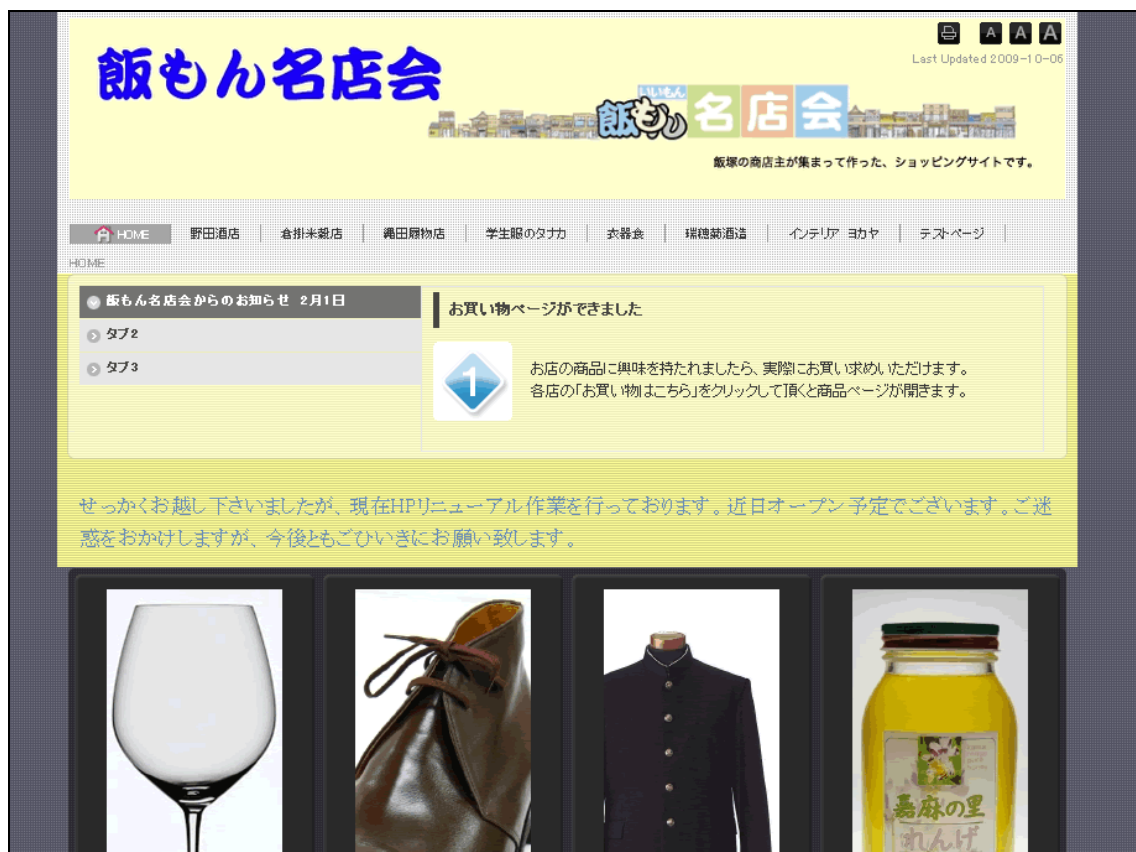 飯もん名店会
A A A
Last Updated 2009-10-06
いいもん
飯もん名店会
飯塚の商店主が集まって作った、ショッピングサイトです。
HOME 野田酒店 倉掛米穀店 縄田履物店 学生服のタナカ 衣器食 瑞穂菊酒造 インテリア ヨカヤ テストページ
HOME
飯もん名店会からのお知らせ 2月1日
タブ2
タブ3
お買い物ページができました
1
お店の商品に興味を持たれましたら、実際にお買い求めいただけます。
各店の「お買い物はこちら」をクリックして頂くと商品ページが開きます。
せっかくお越し下さいましたが、現在HPリニューアル作業を行っております。近日オープン予定でございます。ご迷
惑をおかけしますが、今後ともごひいきにお願い致します。
嘉麻の里
れんげ